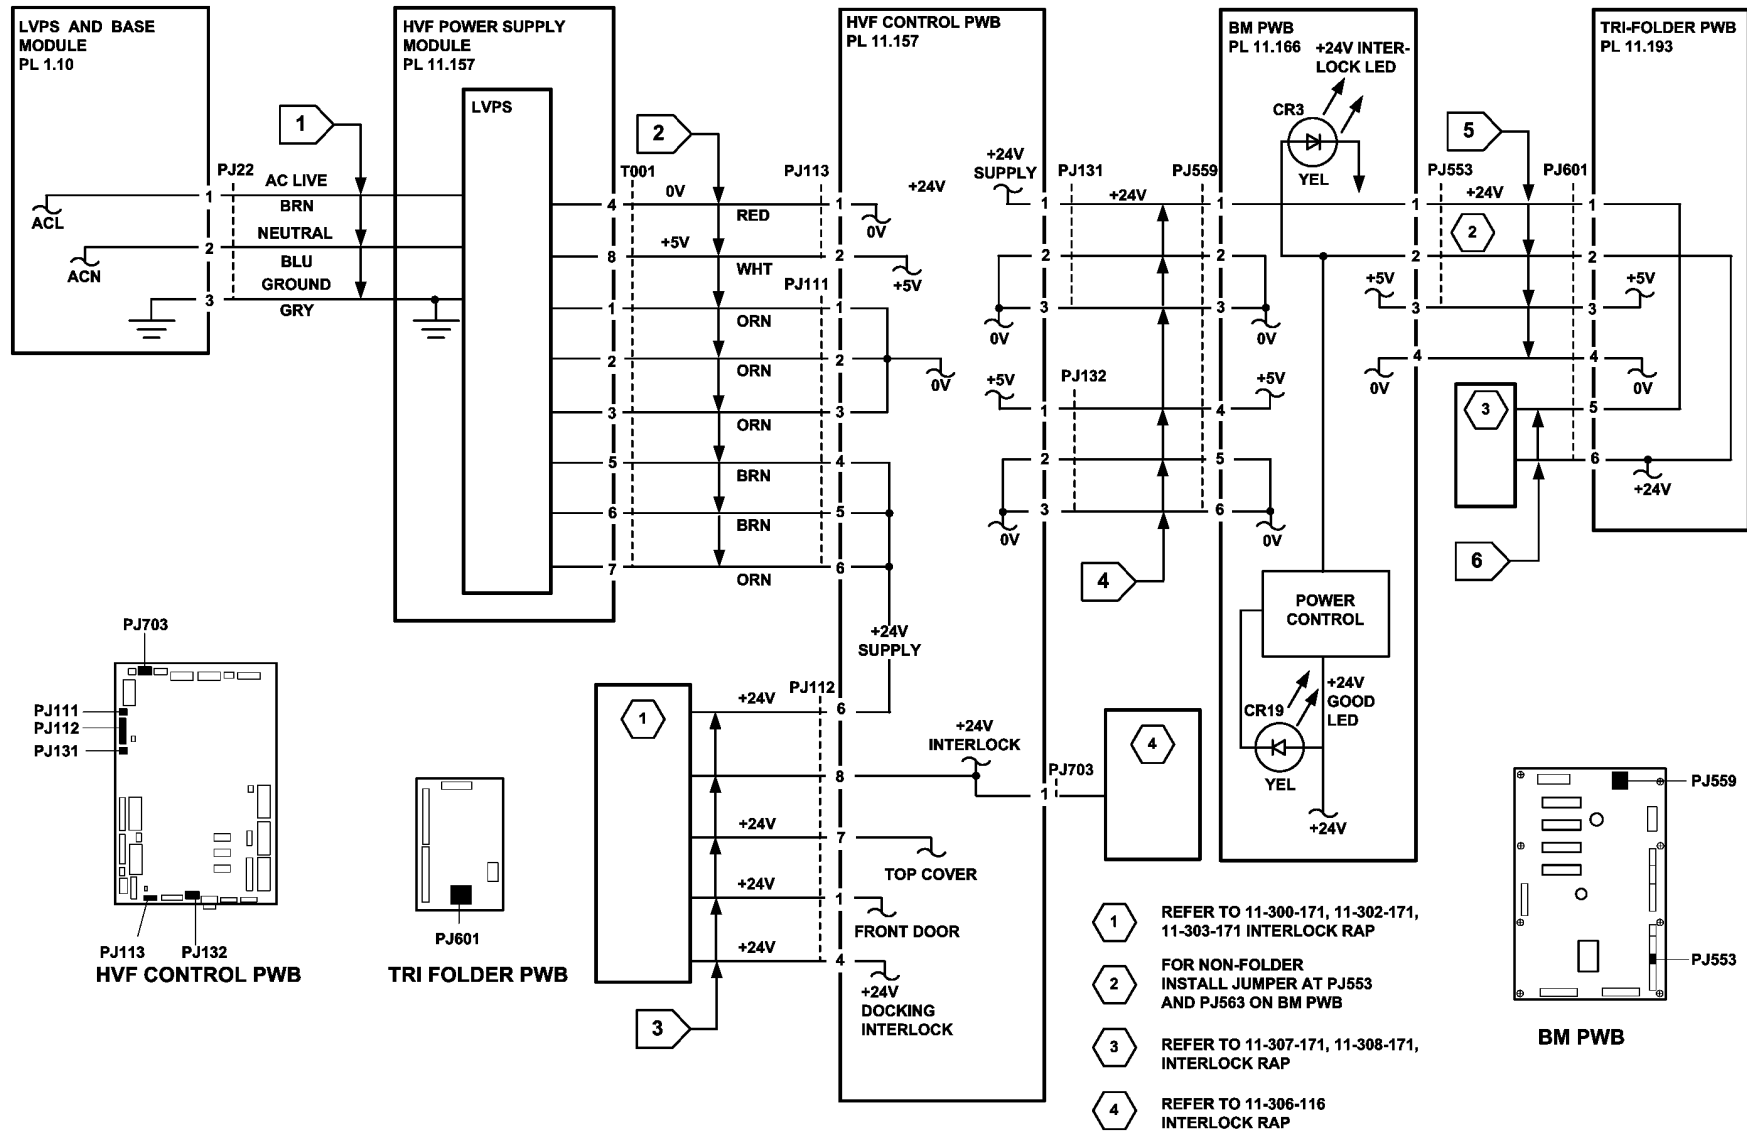 LVPS AND BASE
MODULE
PL 1.10
HVF POWER SUPPLY
MODULE
PL 11.157
LVPS
HVF CONTROL PWB
PL 11.157
BM PWB
PL 11.166
+24V INTER-
LOCK LED
CR3
YEL
TRI-FOLDER PWB
PL 11.193
1
2
5
PJ22
AC LIVE
BRN
NEUTRAL
BLU
GROUND
GRY
1
2
3
ACL
ACN
T001
PJ113
4
0V
RED
1
0V
8
+5V
WHT
2
+5V
PJ111
1
ORN
1
2
ORN
2
0V
3
ORN
3
5
BRN
4
6
BRN
5
7
ORN
6
+24V
+24V
SUPPLY
PJ131
PJ559
1
+24V
1
2
2
3
3
0V
0V
+5V
PJ132
+5V
1
4
2
5
3
6
0V
0V
4
PJ553
PJ601
1
+24V
1
2
2
2
+5V
3
3
+5V
4
4
0V
0V
3
5
6
+24V
6
POWER
CONTROL
+24V
GOOD
LED
CR19
YEL
+24V
+24V
SUPPLY
PJ112
1
+24V
6
8
+24V
INTERLOCK
PJ703
1
4
+24V
7
TOP COVER
+24V
1
FRONT DOOR
+24V
4
+24V
DOCKING
INTERLOCK
3
PJ703
PJ111
PJ112
PJ131
PJ113
PJ132
HVF CONTROL PWB
PJ601
TRI FOLDER PWB
1
REFER TO 11-300-171, 11-302-171,
11-303-171 INTERLOCK RAP
2
FOR NON-FOLDER
INSTALL JUMPER AT PJ553
AND PJ563 ON BM PWB
3
REFER TO 11-307-171, 11-308-171,
INTERLOCK RAP
4
REFER TO 11-306-116
INTERLOCK RAP
PJ559
PJ553
BM PWB